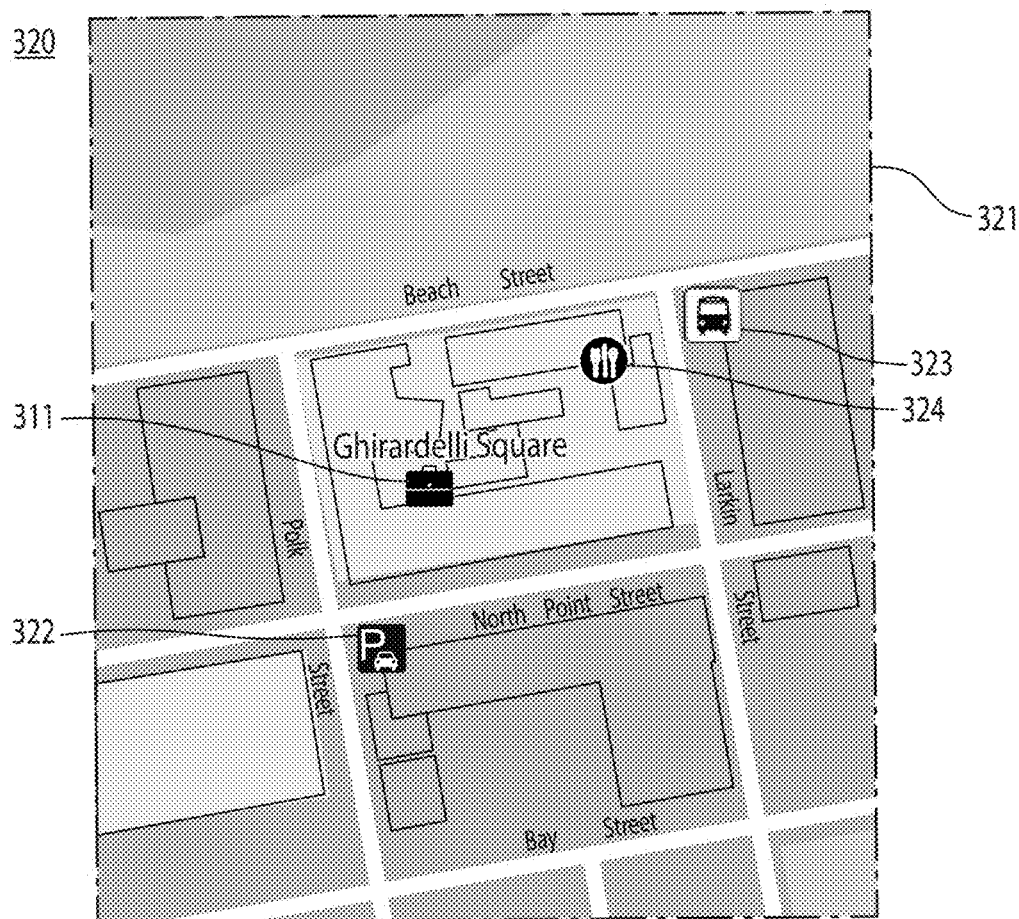 320
321
Beach Street
323
324
311
Ghirardelli Square
Larkin
Polk
North Point Street
Street
322
P
Street
Bay Street